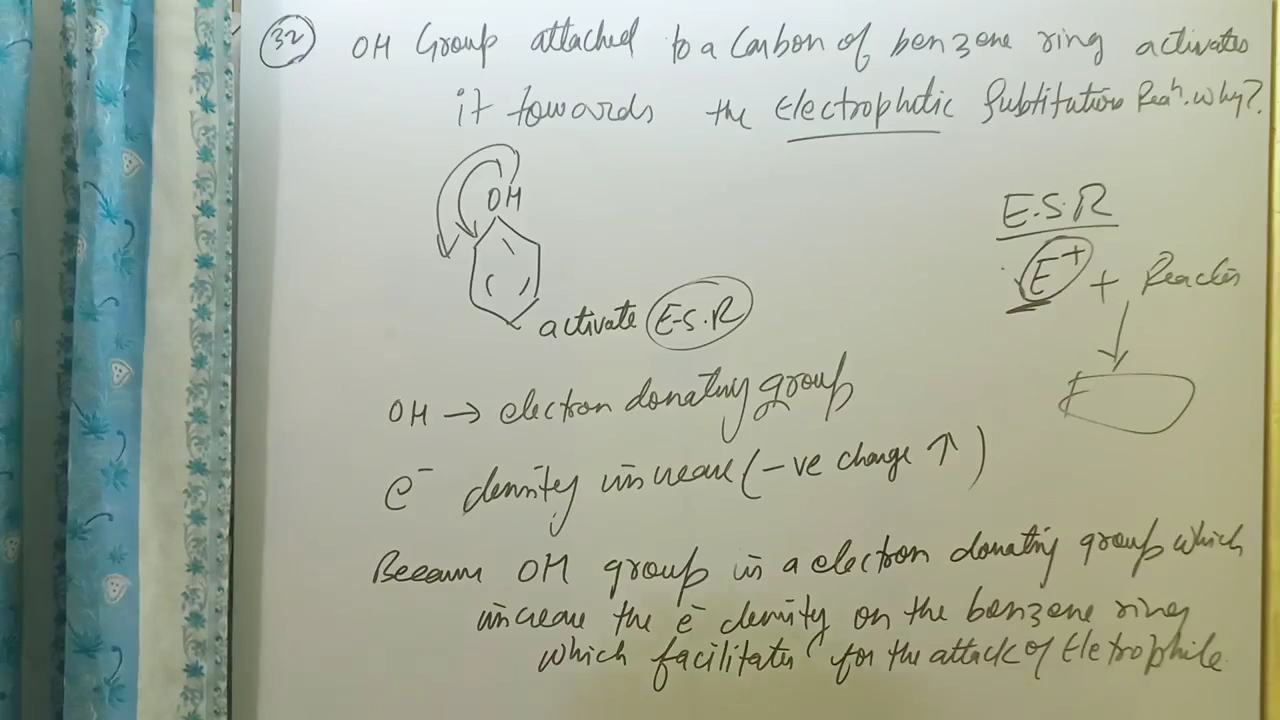 32 OH Group attached to a Carbon of benzene ring activates
it towards the Electrophilic Substitution Reaⁿ. why?
OH
activate E.S.R
E.S.R
E⁺ + Reactio
E
OH → electron donating group
e⁻ density increase (-ve charge ↑)
Because OH group is a electron donating group which
increase the e⁻ density on the benzene ring
which facilitates for the attack of Eletrophile